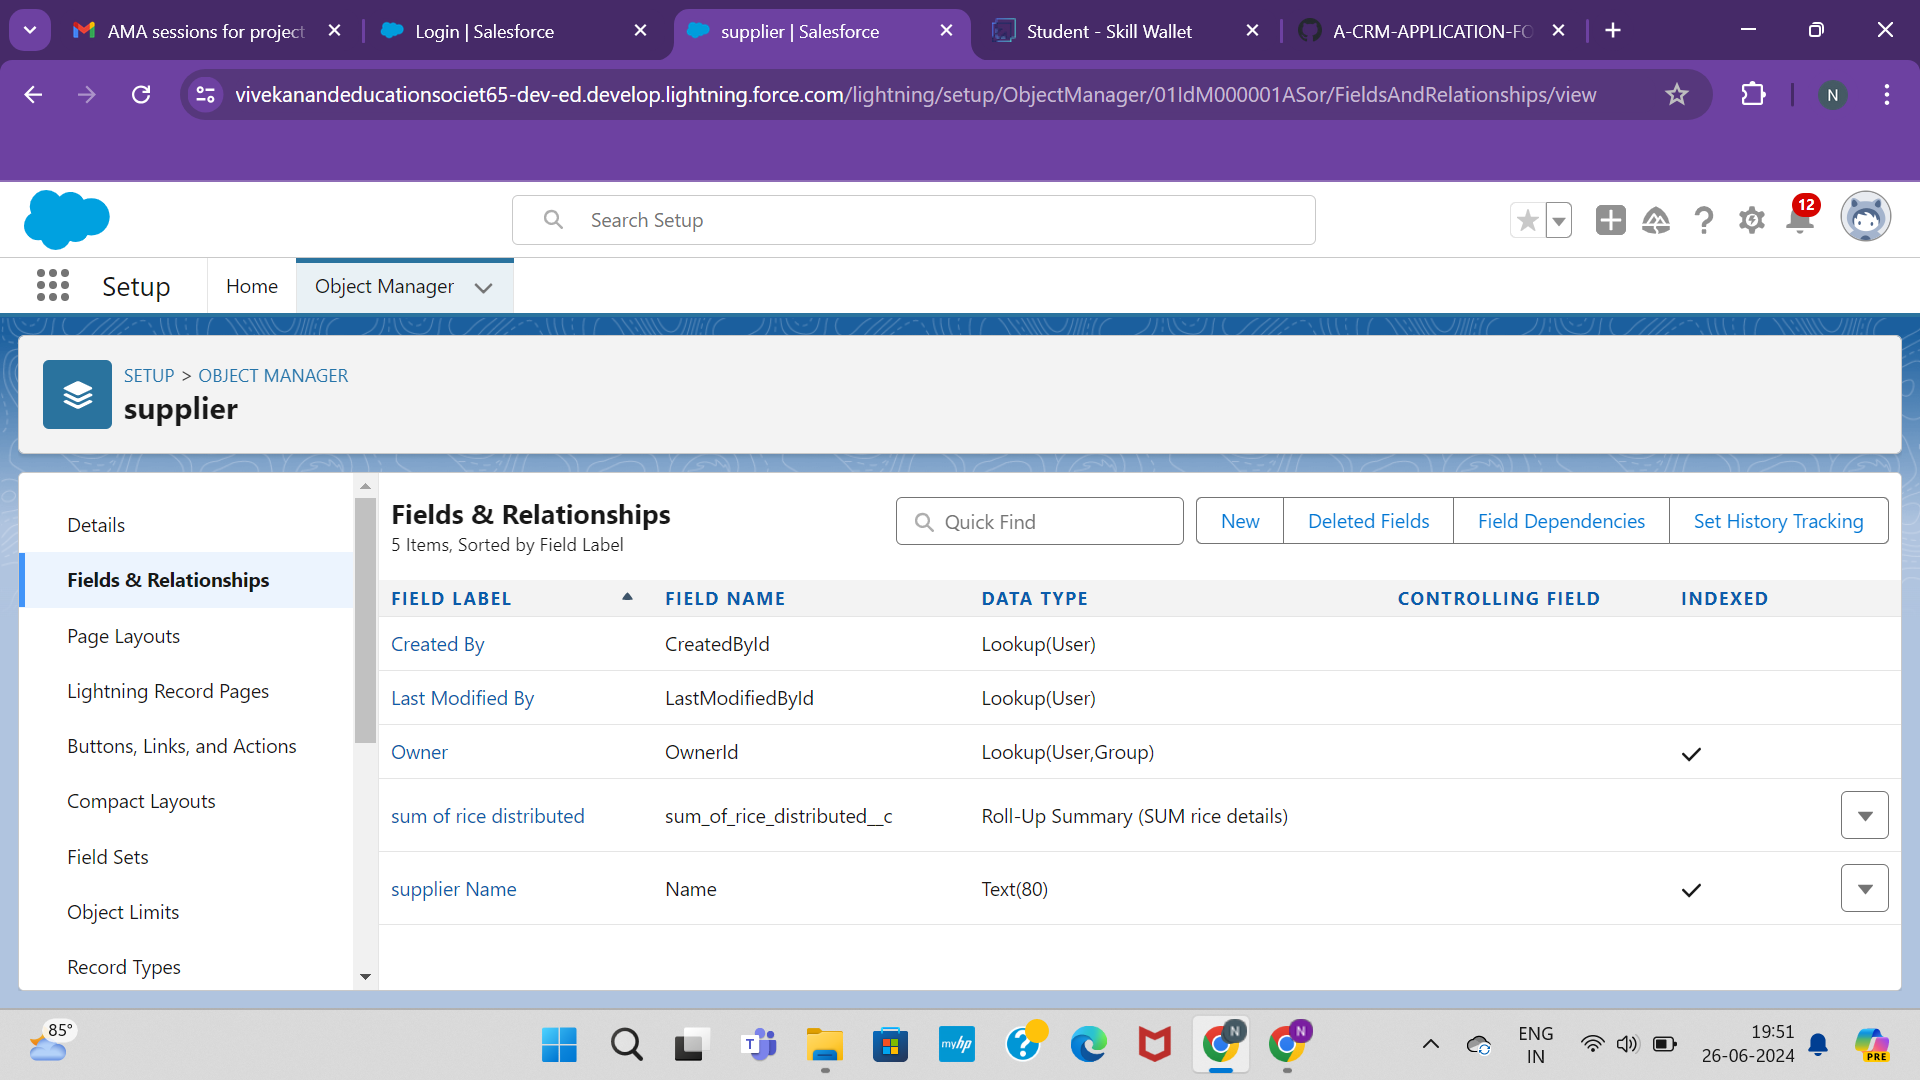 AMA sessions for project
Login | Salesforce
supplier | Salesforce
Student - Skill Wallet
A-CRM-APPLICATION-FO
vivekanandeducationsociet65-dev-ed.develop.lightning.force.com/lightning/setup/ObjectManager/01IdM000001ASor/FieldsAndRelationships/view
N
Search Setup
12
Setup
Home
Object Manager
SETUP > OBJECT MANAGER
supplier
Details
Fields & Relationships
Page Layouts
Lightning Record Pages
Buttons, Links, and Actions
Compact Layouts
Field Sets
Object Limits
Record Types
Fields & Relationships
5 Items, Sorted by Field Label
Quick Find
New
Deleted Fields
Field Dependencies
Set History Tracking
FIELD LABEL FIELD NAME DATA TYPE CONTROLLING FIELD INDEXED
Created By CreatedById Lookup(User)
Last Modified By LastModifiedById Lookup(User)
Owner OwnerId Lookup(User,Group)
sum of rice distributed sum_of_rice_distributed__c Roll-Up Summary (SUM rice details)
supplier Name Name Text(80)
85°
T
myhp
?
N
N
ENG
IN
19:51
26-06-2024
PRE